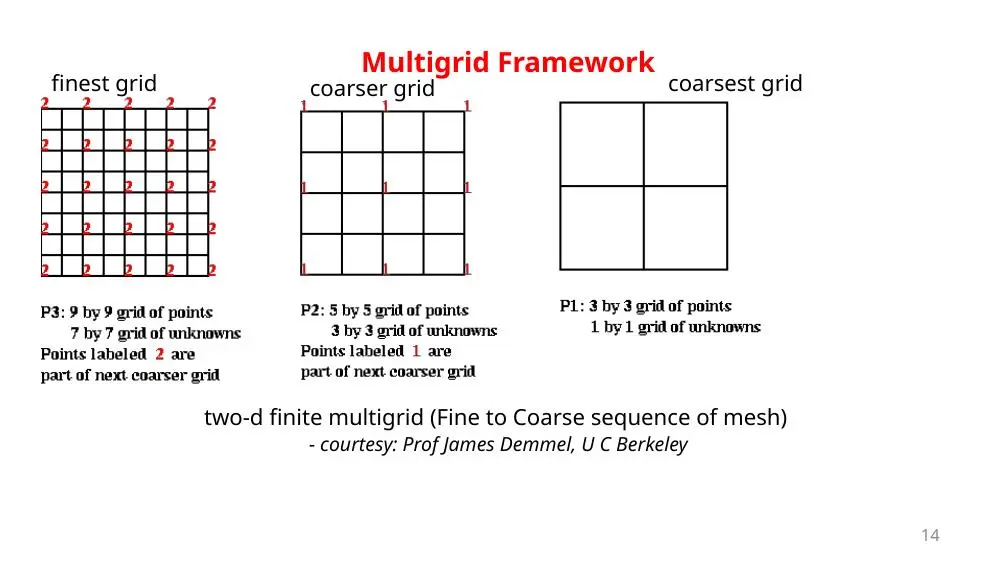 Multigrid Framework
finest grid
coarser grid
coarsest grid
2 2 2 2 2
2 2 2 2 2
2 2 2 2 2
2 2 2 2 2
2 2 2 2 2
1 1 1
1 1 1
1 1 1
P3: 9 by 9 grid of points
7 by 7 grid of unknowns
Points labeled 2 are
part of next coarser grid
P2: 5 by 5 grid of points
3 by 3 grid of unknowns
Points labeled 1 are
part of next coarser grid
P1: 3 by 3 grid of points
1 by 1 grid of unknowns
two-d finite multigrid (Fine to Coarse sequence of mesh)
- courtesy: Prof James Demmel, U C Berkeley
14